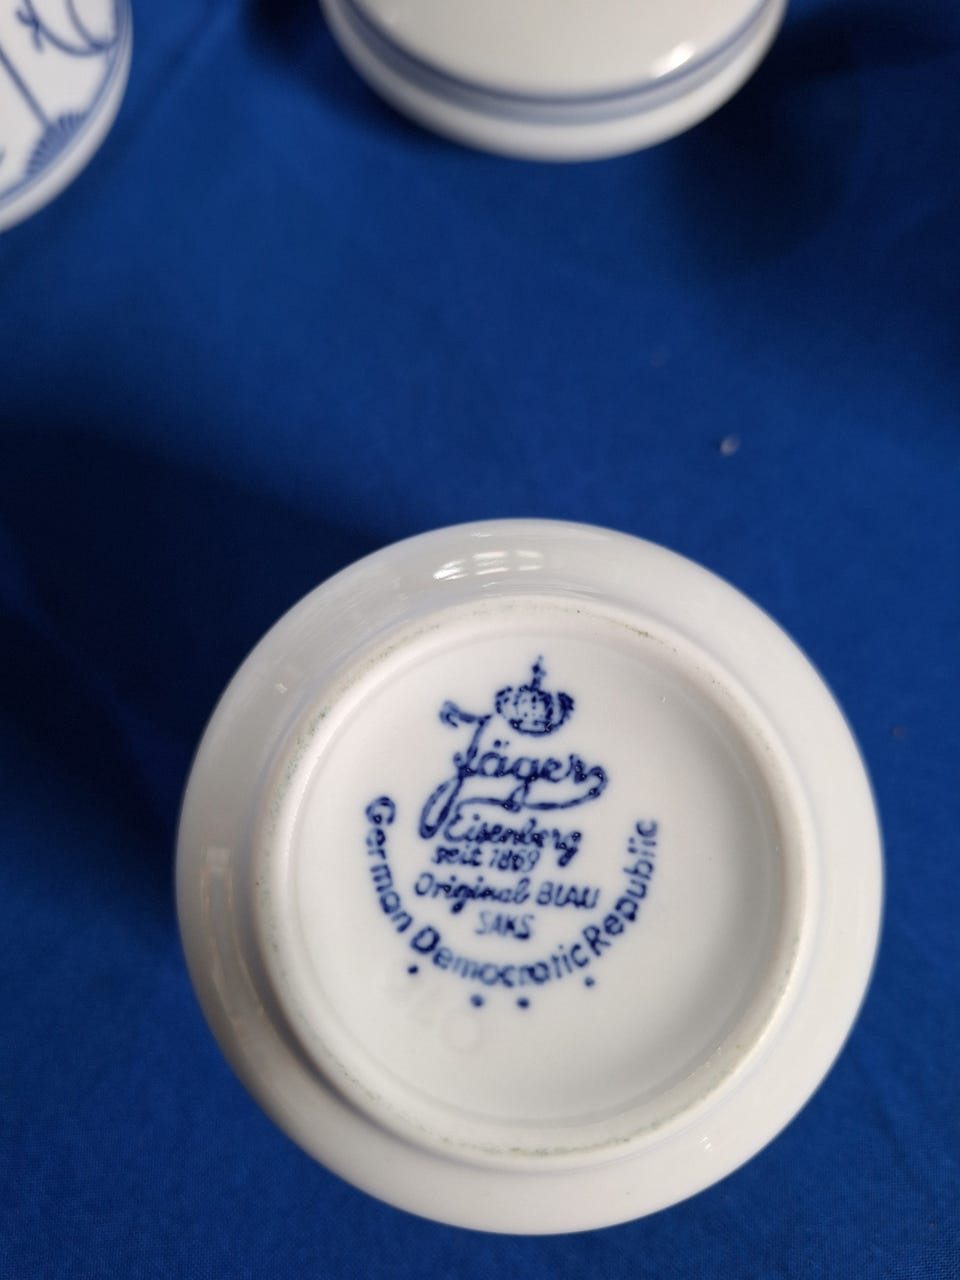 Jäger
Eisenberg
seit 1869
Original BLAU
SAKS
German Democratic Republic